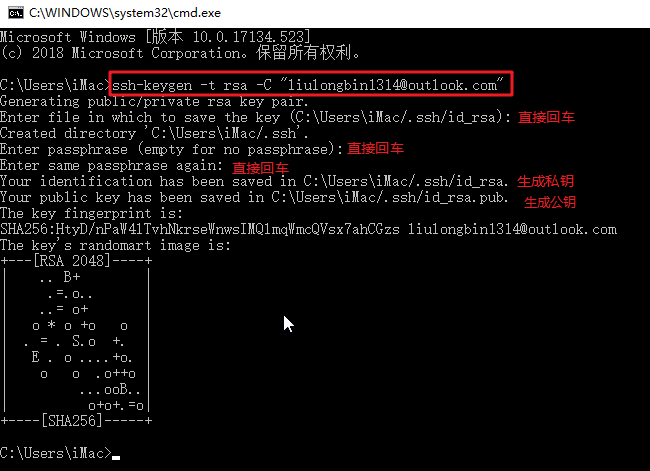 C:\WINDOWS\system32\cmd.exe
Microsoft Windows [版本 10.0.17134.523]
(c) 2018 Microsoft Corporation。保留所有权利。
C:\Users\iMac>ssh-keygen -t rsa -C "liulongbin1314@outlook.com"
Generating public/private rsa key pair.
Enter file in which to save the key (C:\Users\iMac/.ssh/id_rsa): 直接回车
Created directory 'C:\Users\iMac/.ssh'.
Enter passphrase (empty for no passphrase): 直接回车
Enter same passphrase again: 直接回车
Your identification has been saved in C:\Users\iMac/.ssh/id_rsa. 生成私钥
Your public key has been saved in C:\Users\iMac/.ssh/id_rsa.pub. 生成公钥
The key fingerprint is:
SHA256:HtyD/nPaW41TvhNkrseWnwsIMQ1mqWmcQVsx7ahCGzs liulongbin1314@outlook.com
The key's randomart image is:
+---[RSA 2048]----+
|    .. B+        |
|     .=.o..      |
|    ..= o+       |
|   o * o +o   o  |
|  . = . S.o  +.  |
|   E . o ....+o. |
|    o   o  .o++o |
|         ...ooB..|
|          o+o+.=o|
+----[SHA256]-----+
C:\Users\iMac>